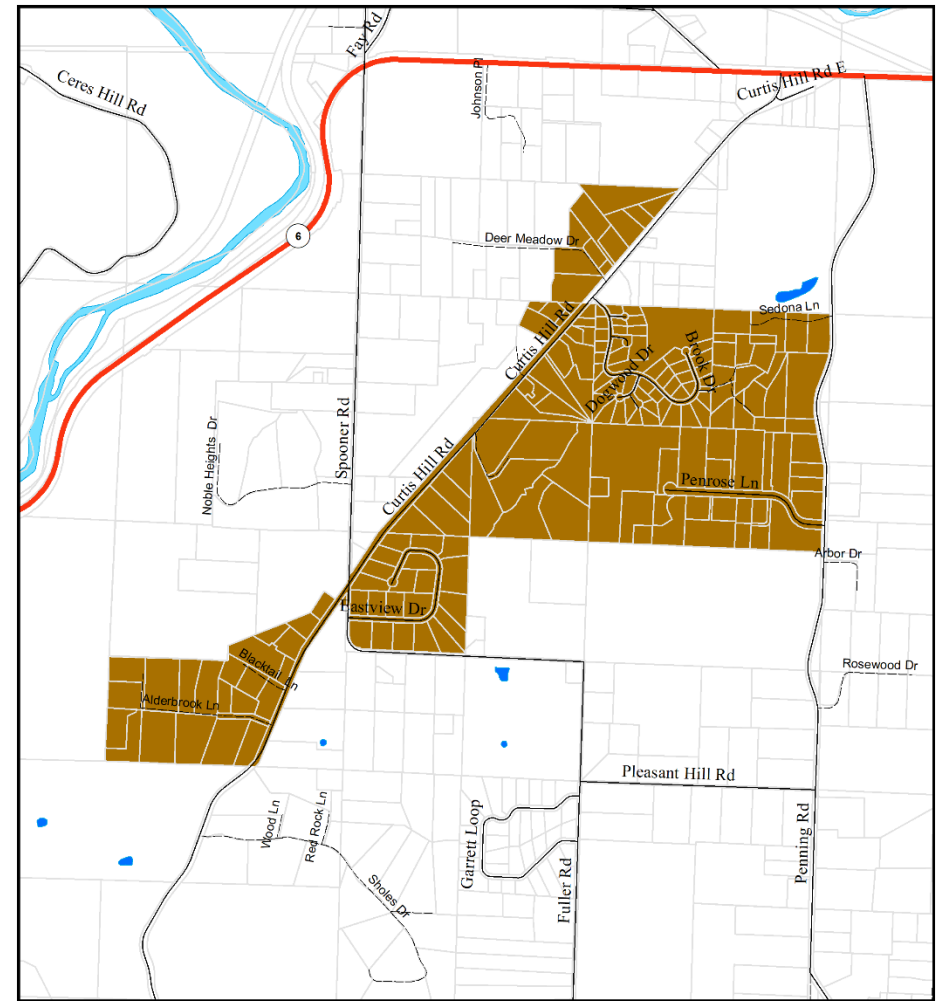 Fay Rd
Ceres Hill Rd
Johnson Pl
Curtis Hill Rd E
6
Deer Meadow Dr
Sedona Ln
Curtis Hill Rd
Brook Dr
Dogwood Dr
Spooner Rd
Noble Heights Dr
Curtis Hill Rd
Penrose Ln
Arbor Dr
Eastview Dr
Blacktail Ln
Rosewood Dr
Alderbrook Ln
Pleasant Hill Rd
Wood Ln
Red Rock Ln
Garrett Loop
Penning Rd
Sholes Dr
Fuller Rd